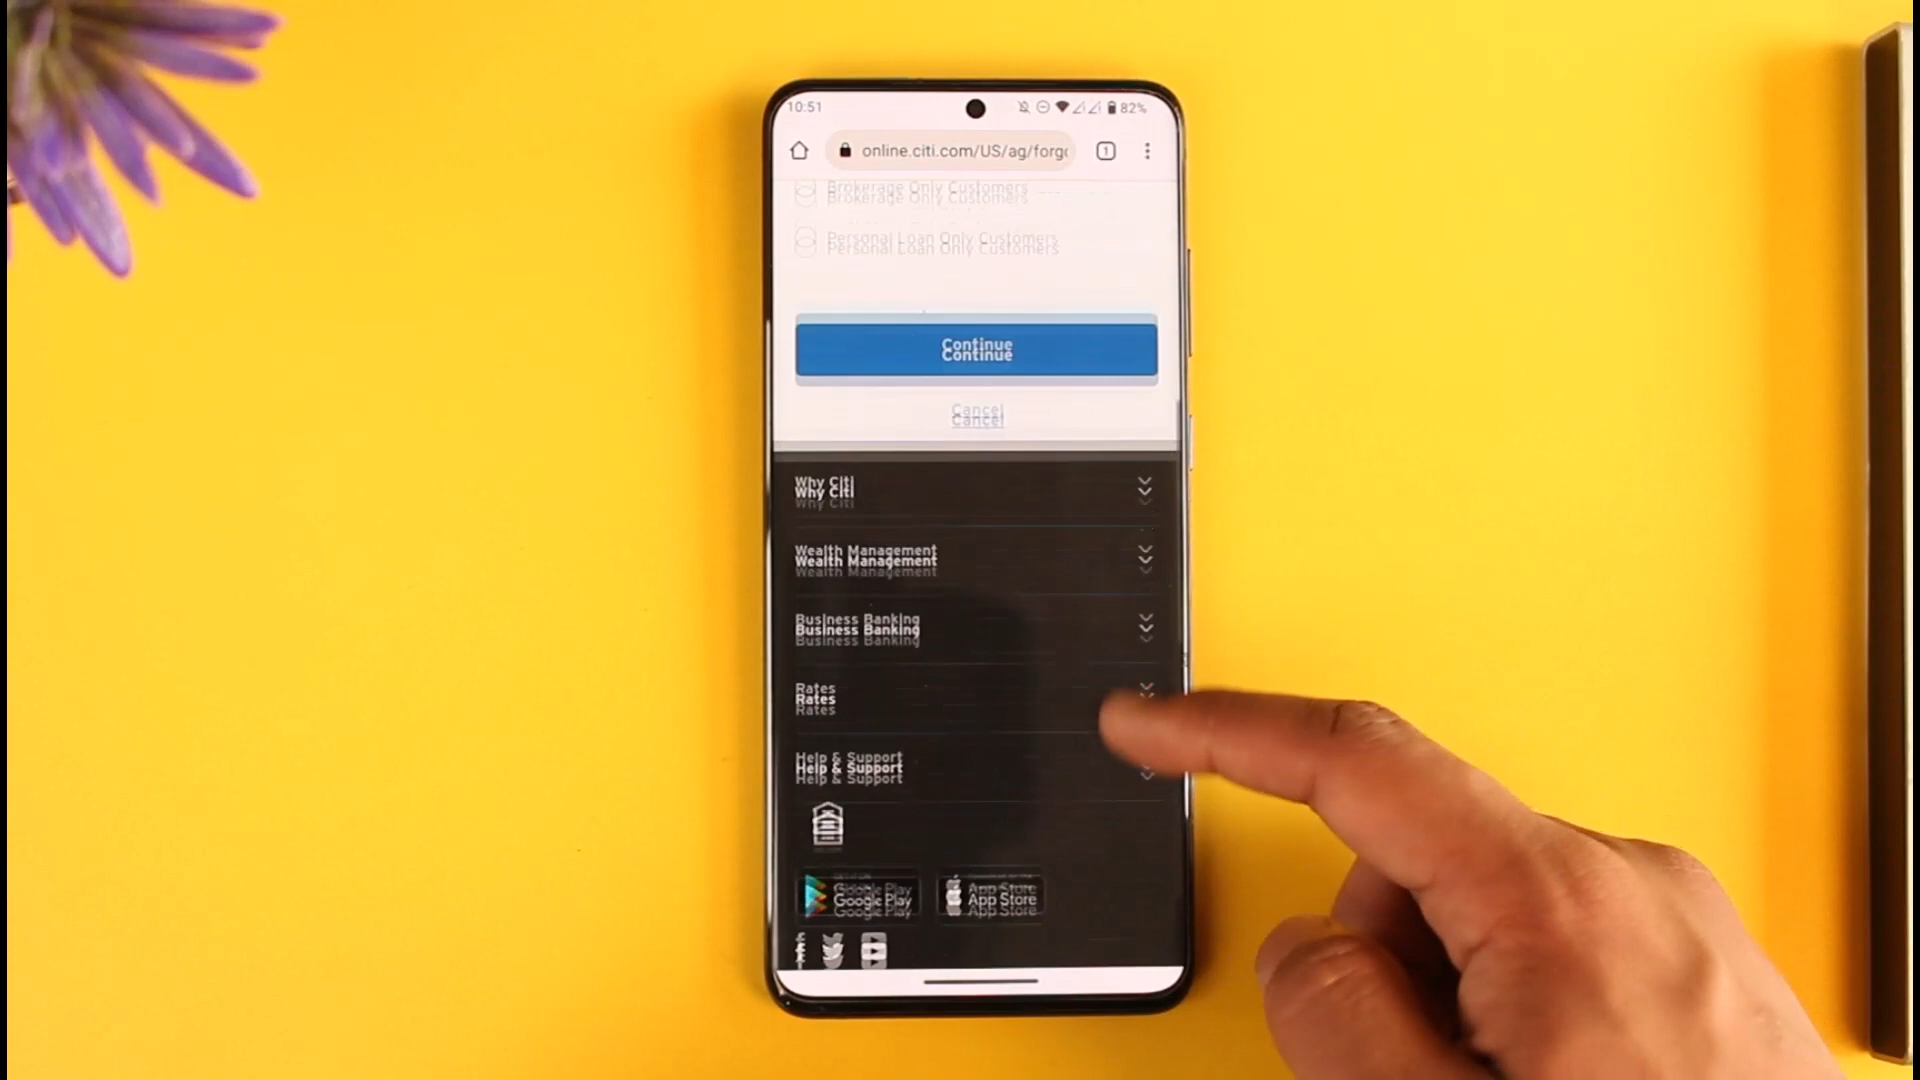 10:51
82%
online.citi.com/US/ag/forg
1
Brokerage Only Customers
Personal Loan Only Customers
Continue
Cancel
Why Citi
Wealth Management
Business Banking
Rates
Help & Support
Google Play
App Store